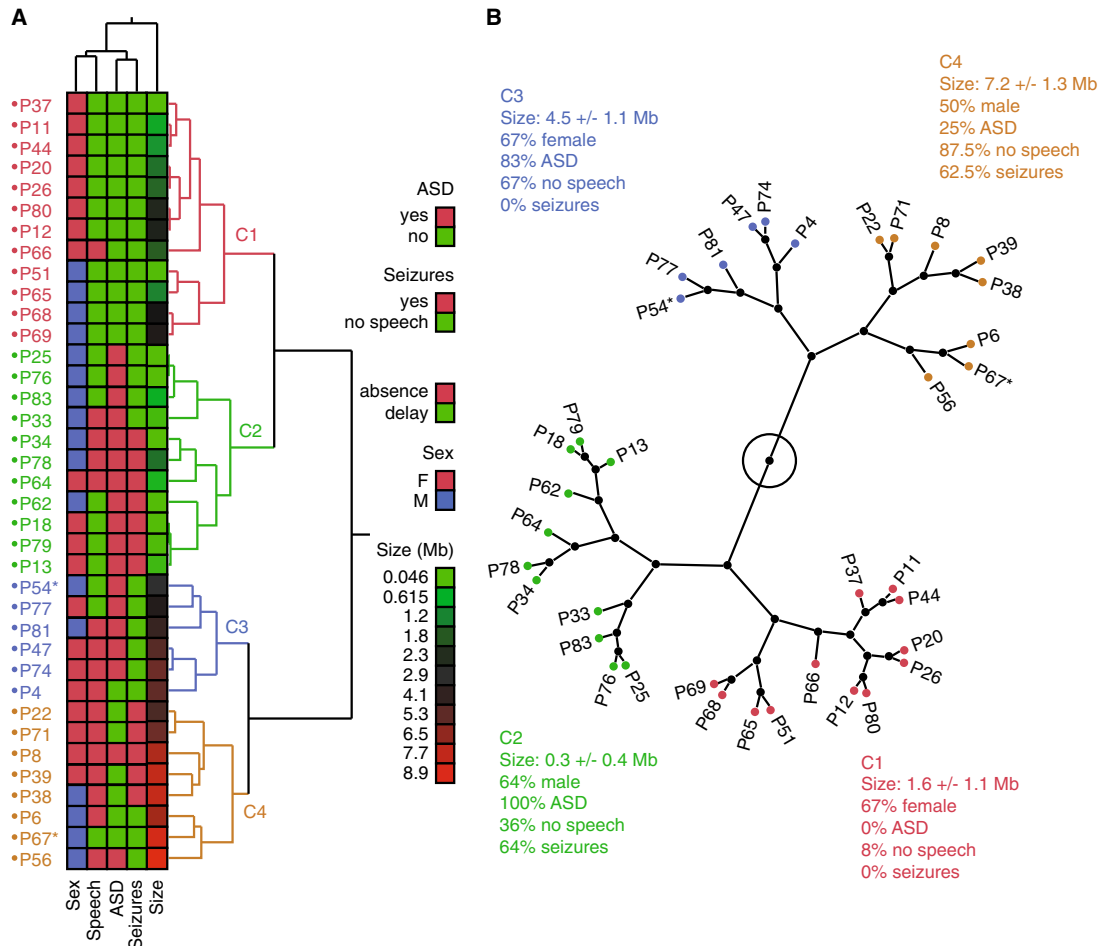 A
P37
P11
P44
P20
P26
P80
P12
P66
P51
P65
P68
P69
P25
P76
P83
P33
P34
P78
P64
P62
P18
P79
P13
P54*
P77
P81
P47
P74
P4
P22
P71
P8
P39
P38
P6
P67*
P56
Sex
Speech
ASD
Seizures
Size
C1
C2
C3
C4
ASD
yes
no
Seizures
yes
no speech
absence
delay
Sex
F
M
Size (Mb)
0.046
0.615
1.2
1.8
2.3
2.9
4.1
5.3
6.5
7.7
8.9
B
C3
Size: 4.5 +/- 1.1 Mb
67% female
83% ASD
67% no speech
0% seizures
C4
Size: 7.2 +/- 1.3 Mb
50% male
25% ASD
87.5% no speech
62.5% seizures
P54*
P77
P81
P47
P74
P4
P22
P71
P8
P39
P38
P6
P67*
P56
P79
P18
P13
P62
P64
P78
P34
P33
P83
P76
P25
P37
P11
P44
P20
P26
P80
P12
P66
P51
P65
P68
P69
C2
Size: 0.3 +/- 0.4 Mb
64% male
100% ASD
36% no speech
64% seizures
C1
Size: 1.6 +/- 1.1 Mb
67% female
0% ASD
8% no speech
0% seizures